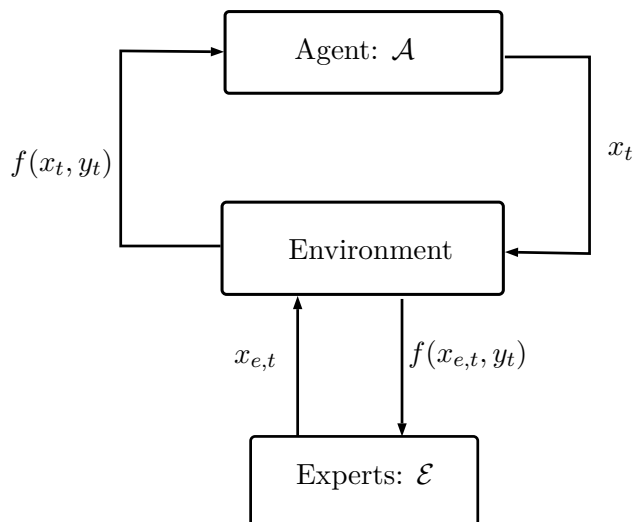 Agent: 𝒜
f(x_t, y_t)
x_t
Environment
x_{e,t}
f(x_{e,t}, y_t)
Experts: ℰ